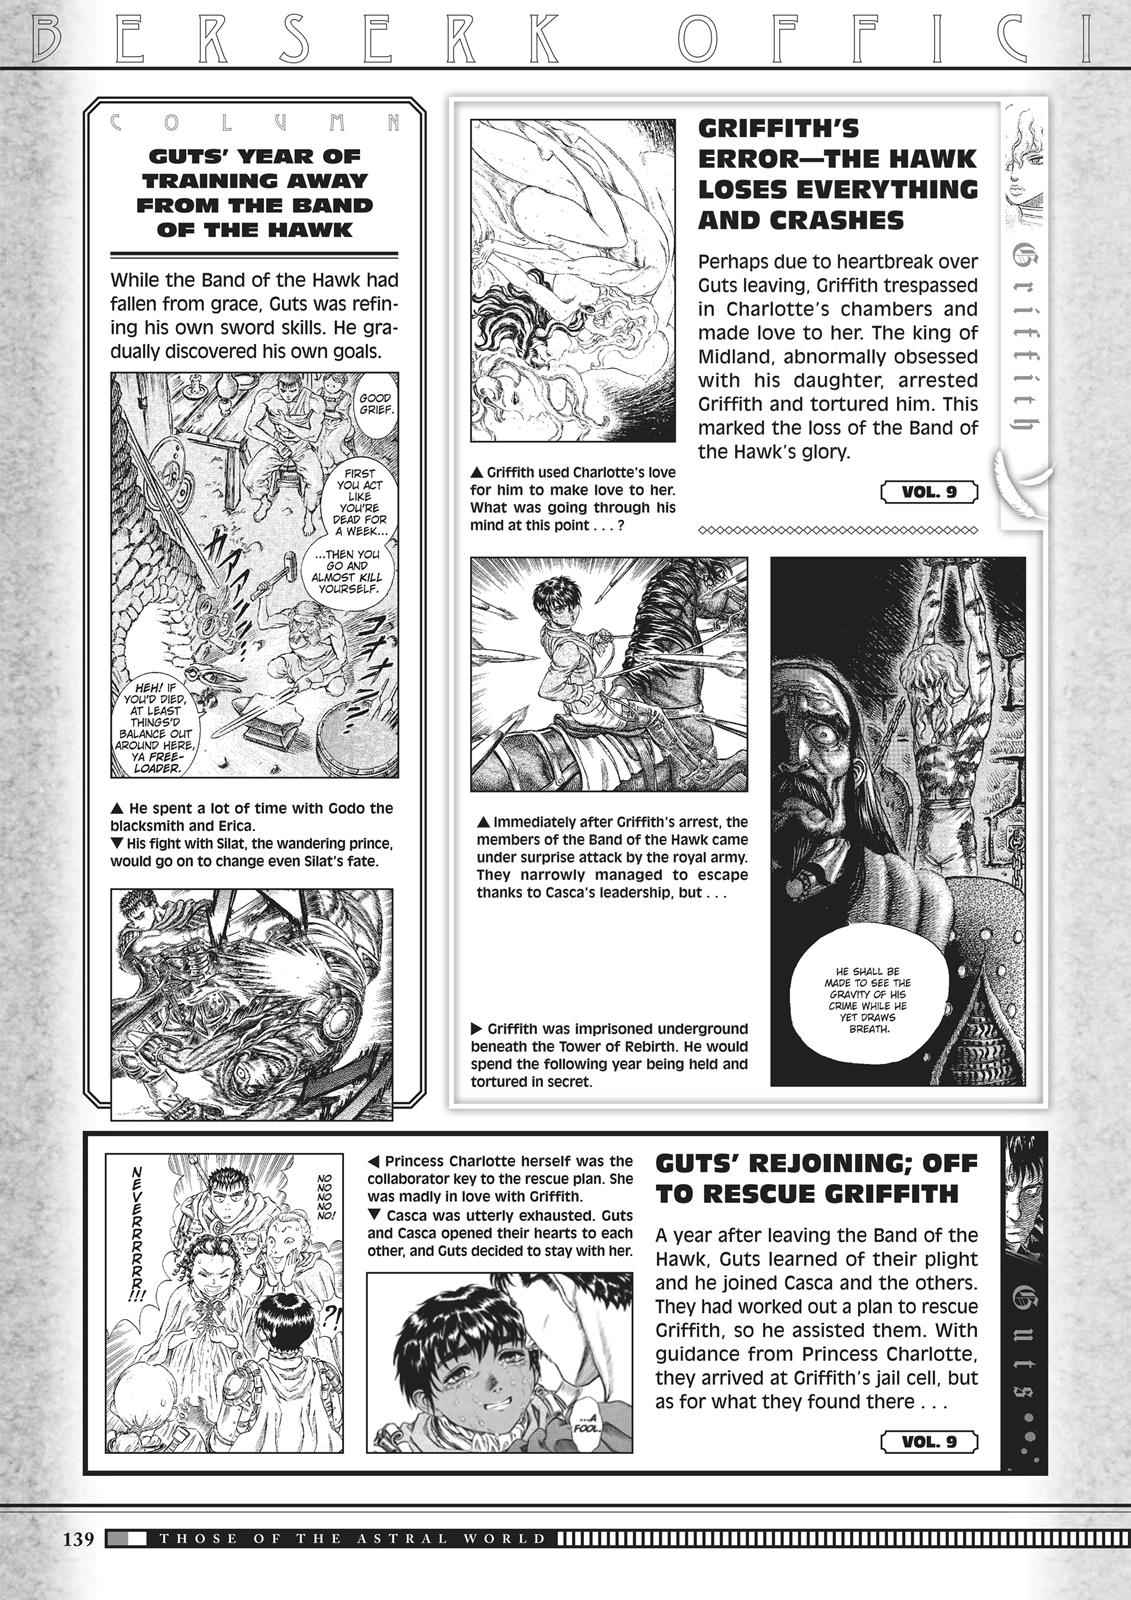 BERSERK OFFICI
COLUMN
GUTS' YEAR OF
TRAINING AWAY
FROM THE BAND
OF THE HAWK
While the Band of the Hawk had
fallen from grace, Guts was refin-
ing his own sword skills. He gra-
dually discovered his own goals.
GOOD
GRIEF.
FIRST
YOU ACT
LIKE
YOU'RE
DEAD FOR
A WEEK...
...THEN YOU
GO AND
ALMOST KILL
YOURSELF.
HEH! IF
YOU'D DIED,
AT LEAST
THINGS'D
BALANCE OUT
AROUND HERE,
YA FREE-
LOADER.
▲ He spent a lot of time with Godo the
blacksmith and Erica.
▼ His fight with Silat, the wandering prince,
would go on to change even Silat's fate.
GRIFFITH'S
ERROR—THE HAWK
LOSES EVERYTHING
AND CRASHES
Perhaps due to heartbreak over
Guts leaving, Griffith trespassed
in Charlotte's chambers and
made love to her. The king of
Midland, abnormally obsessed
with his daughter, arrested
Griffith and tortured him. This
marked the loss of the Band of
the Hawk's glory.
VOL. 9
Griffith
▲ Griffith used Charlotte's love
for him to make love to her.
What was going through his
mind at this point . . . ?
▲ Immediately after Griffith's arrest, the
members of the Band of the Hawk came
under surprise attack by the royal army.
They narrowly managed to escape
thanks to Casca's leadership, but . . .
HE SHALL BE
MADE TO SEE THE
GRAVITY OF HIS
CRIME WHILE HE
YET DRAWS
BREATH.
▶ Griffith was imprisoned underground
beneath the Tower of Rebirth. He would
spend the following year being held and
tortured in secret.
NEVERRRRRR!!!
NO
NO
NO
NO!
?!
◀ Princess Charlotte herself was the
collaborator key to the rescue plan. She
was madly in love with Griffith.
▼ Casca was utterly exhausted. Guts
and Casca opened their hearts to each
other, and Guts decided to stay with her.
...A
FOOL.
GUTS' REJOINING; OFF
TO RESCUE GRIFFITH
A year after leaving the Band of the
Hawk, Guts learned of their plight
and he joined Casca and the others.
They had worked out a plan to rescue
Griffith, so he assisted them. With
guidance from Princess Charlotte,
they arrived at Griffith's jail cell, but
as for what they found there . . .
VOL. 9
Guts
139 THOSE OF THE ASTRAL WORLD